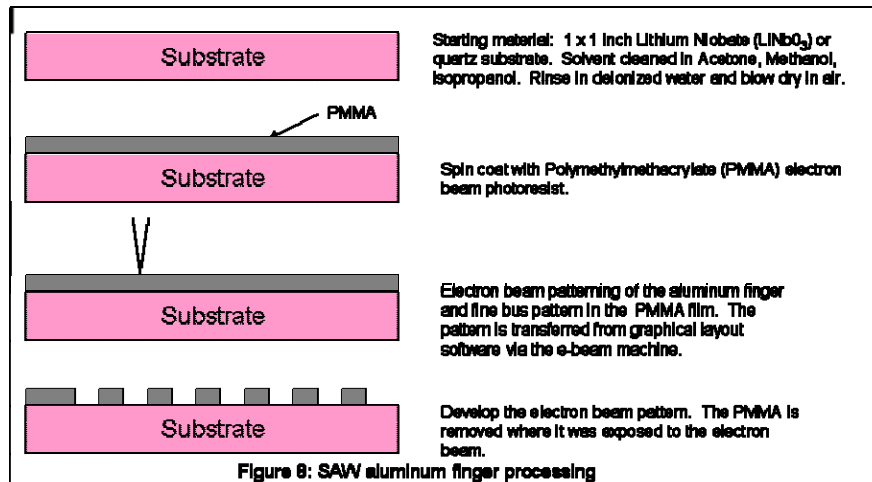 Substrate
Starting material: 1 x 1 inch Lithium Niobate (LiNbO3) or
quartz substrate. Solvent cleaned in Acetone, Methanol,
Isopropanol. Rinse in deionized water and blow dry in air.
PMMA
Substrate
Spin coat with Polymethylmethacrylate (PMMA) electron
beam photoresist.
Substrate
Electron beam patterning of the aluminum finger
and fine bus pattern in the PMMA film. The
pattern is transferred from graphical layout
software via the e-beam machine.
Substrate
Develop the electron beam pattern. The PMMA is
removed where it was exposed to the electron
beam.
Figure 8: SAW aluminum finger processing